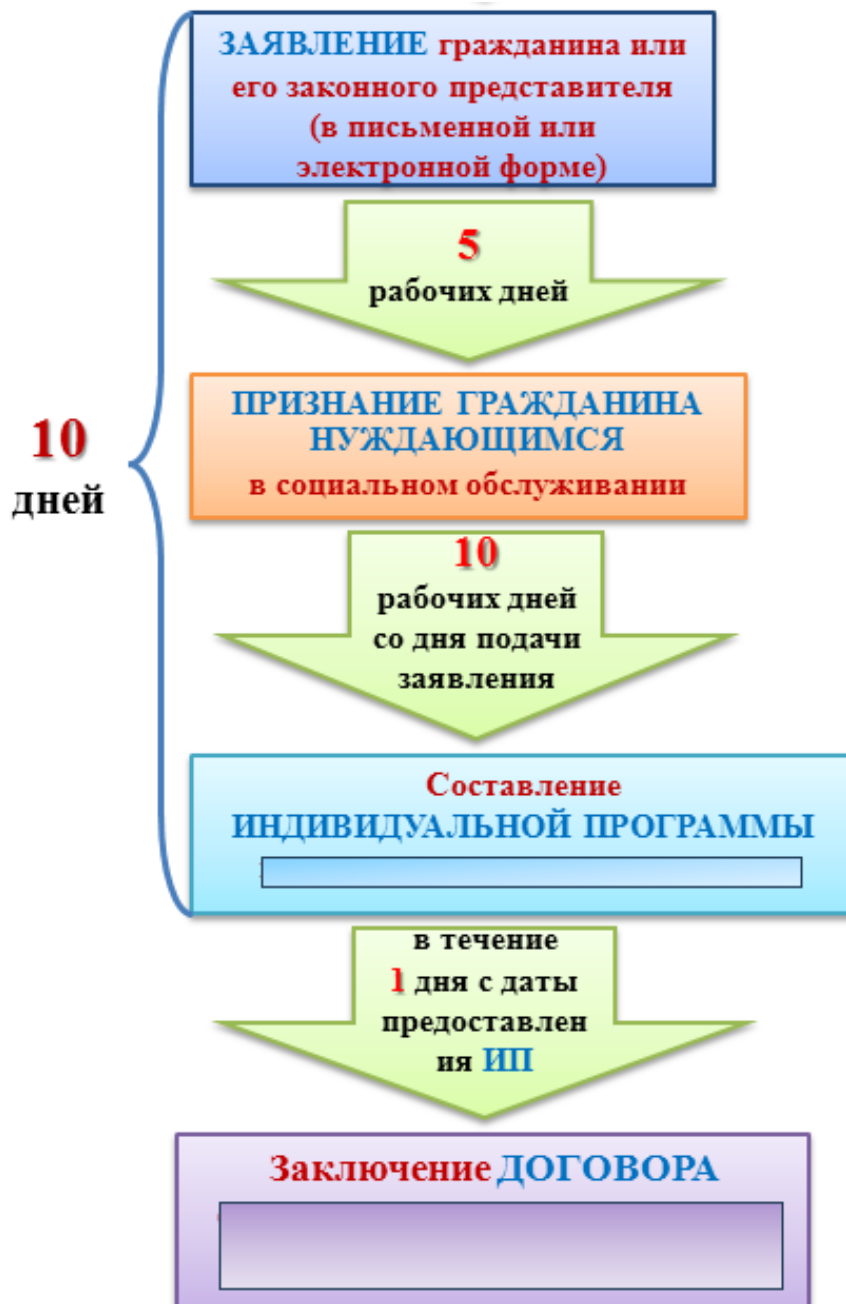 ЗАЯВЛЕНИЕ гражданина или
его законного представителя
(в письменной или
электронной форме)
5
рабочих дней
10
дней
ПРИЗНАНИЕ ГРАЖДАНИНА
НУЖДАЮЩИМСЯ
в социальном обслуживании
10
рабочих дней
со дня подачи
заявления
Составление
ИНДИВИДУАЛЬНОЙ ПРОГРАММЫ
в течение
1 дня с даты
предоставлен
ия ИП
Заключение ДОГОВОРА